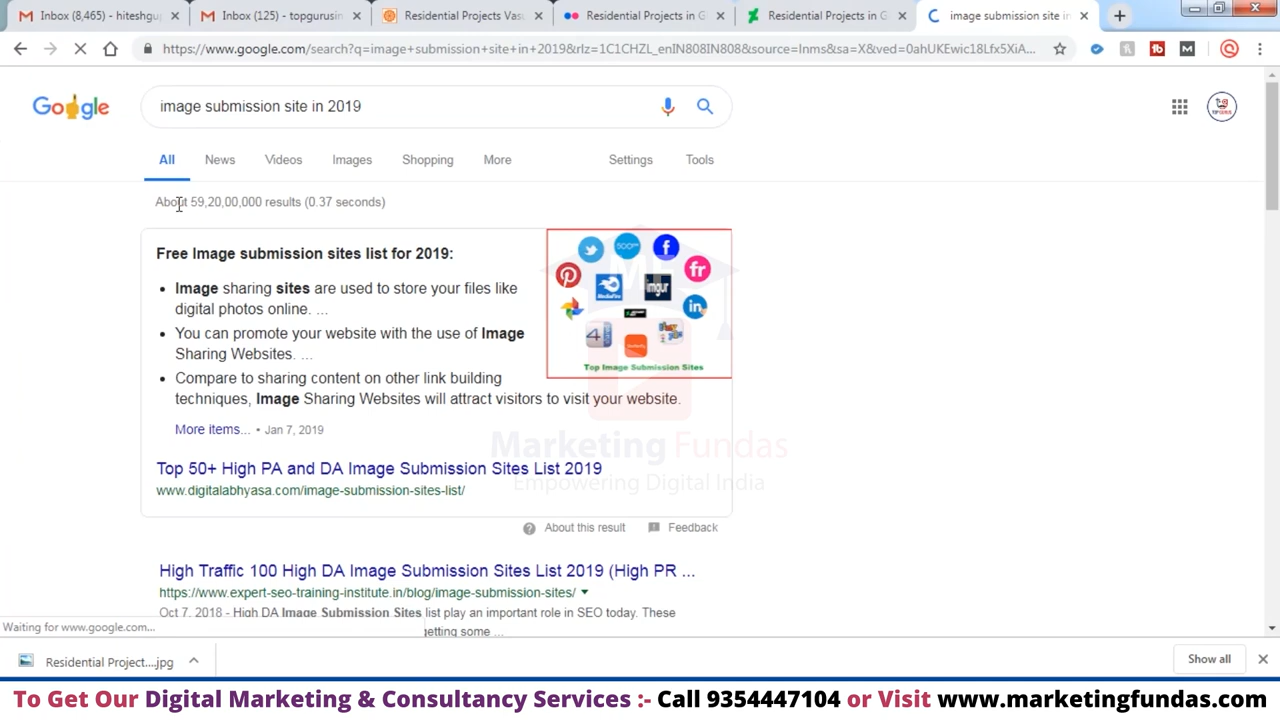 Inbox (8,465) - hiteshgu
Inbox (125) - topgurusin
Residential Projects Vas
Residential Projects in G
Residential Projects in G
image submission site in
https://www.google.com/search?q=image+submission+site+in+2019&rlz=1C1CHZL_enIN808IN808&source=lnms&sa=X&ved=0ahUKEwic18Lfx5XiA...
Google
image submission site in 2019
All News Videos Images Shopping More Settings Tools
About 59,20,00,000 results (0.37 seconds)
Free Image submission sites list for 2019:
Image sharing sites are used to store your files like
digital photos online. ...
You can promote your website with the use of Image
Sharing Websites. ...
Compare to sharing content on other link building
techniques, Image Sharing Websites will attract visitors to visit your website.
More items... • Jan 7, 2019
500
fr
MediaFire
imgur
in
4
Top Image Submission Sites
Marketing Fundas
Empowering Digital India
Top 50+ High PA and DA Image Submission Sites List 2019
www.digitalabhyasa.com/image-submission-sites-list/
About this result Feedback
High Traffic 100 High DA Image Submission Sites List 2019 (High PR ...
https://www.expert-seo-training-institute.in/blog/image-submission-sites/
Oct 7, 2018 - High DA Image Submission Sites list play an important role in SEO today. These
getting some ...
Waiting for www.google.com...
Residential Project....jpg
Show all
To Get Our Digital Marketing & Consultancy Services :- Call 9354447104 or Visit www.marketingfundas.com